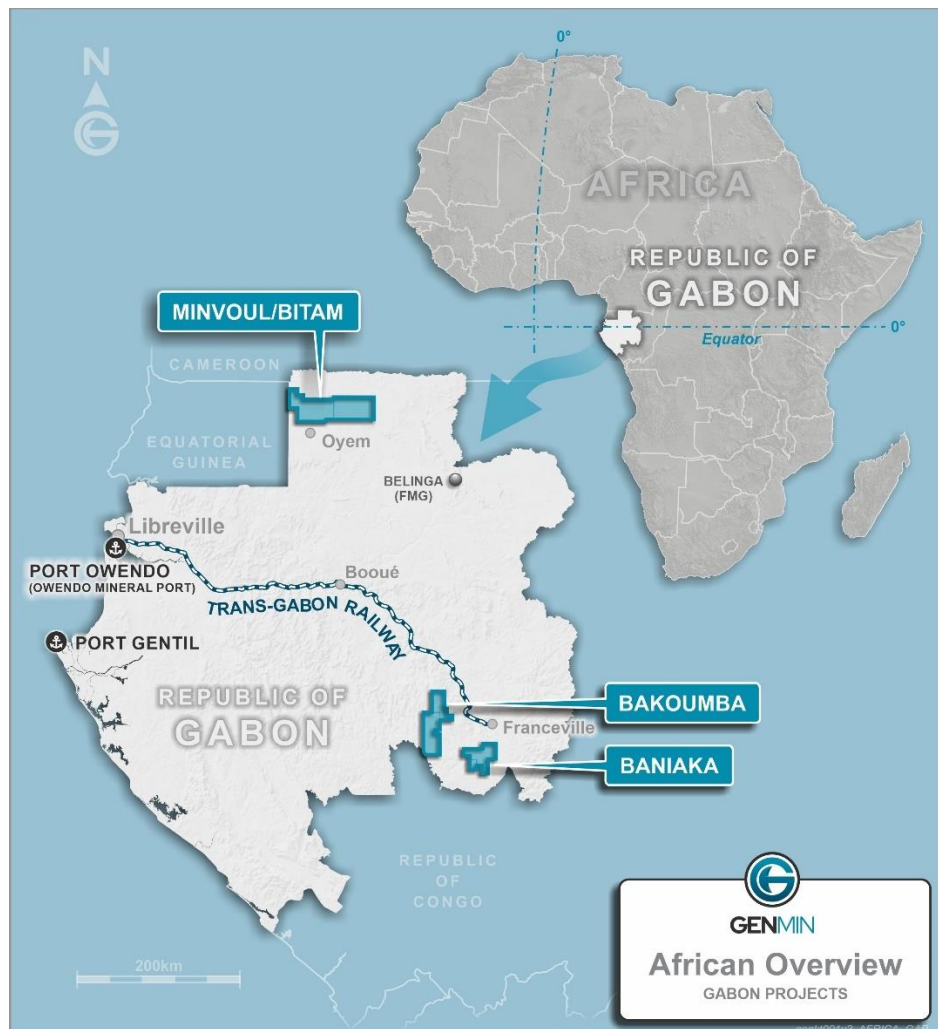 N
0°
AFRICA
REPUBLIC OF
GABON
0°
Equator
MINVOUL/BITAM
CAMEROON
EQUATORIAL
GUINEA
Oyem
BELINGA
(FMG)
Libreville
PORT OWENDO
(OWENDO MINERAL PORT)
Booué
TRANS-GABON RAILWAY
PORT GENTIL
REPUBLIC OF
GABON
BAKOUMBA
Franceville
BANIAKA
REPUBLIC
OF
CONGO
200km
GENMIN
African Overview
GABON PROJECTS